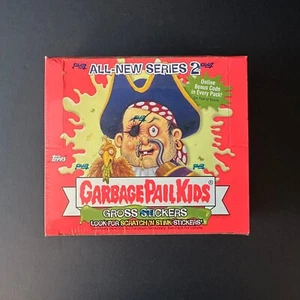 ALL-NEW SERIES 2
Online
Bonus Code
in Every Pack!
Topps
GARBAGE PAIL KIDS
GROSS STICKERS
LOOK FOR SCRATCH 'N STINK STICKERS!